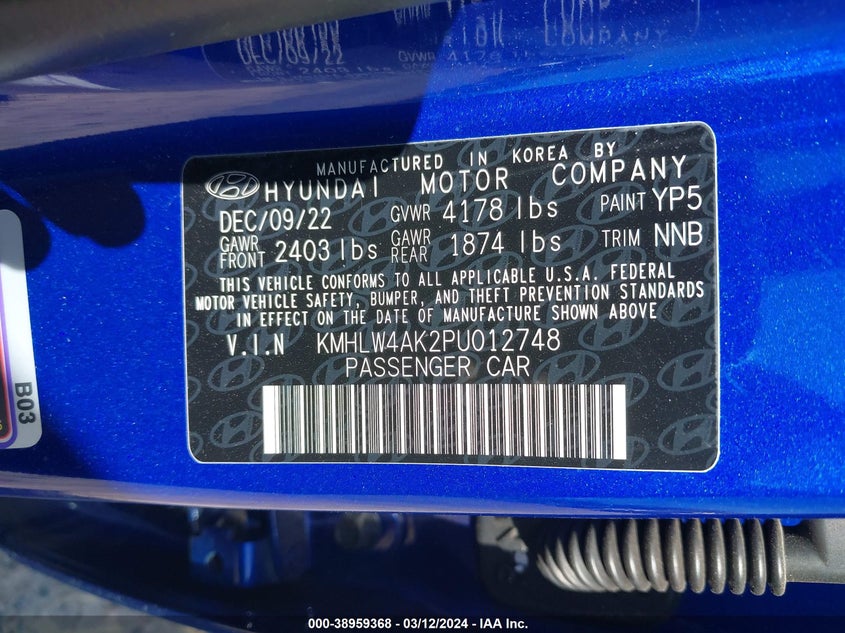 MANUFACTURED IN KOREA BY
HYUNDAI MOTOR COMPANY
DEC/09/22 GVWR 4178 lbs PAINT YP5
GAWR FRONT 2403 lbs GAWR REAR 1874 lbs TRIM NNB
THIS VEHICLE CONFORMS TO ALL APPLICABLE U.S.A. FEDERAL
MOTOR VEHICLE SAFETY, BUMPER, AND THEFT PREVENTION STANDARDS
IN EFFECT ON THE DATE OF MANUFACTURE SHOWN ABOVE
V.I.N KMHLW4AK2PU012748
PASSENGER CAR
B03
000-38959368 - 03/12/2024 - IAA Inc.